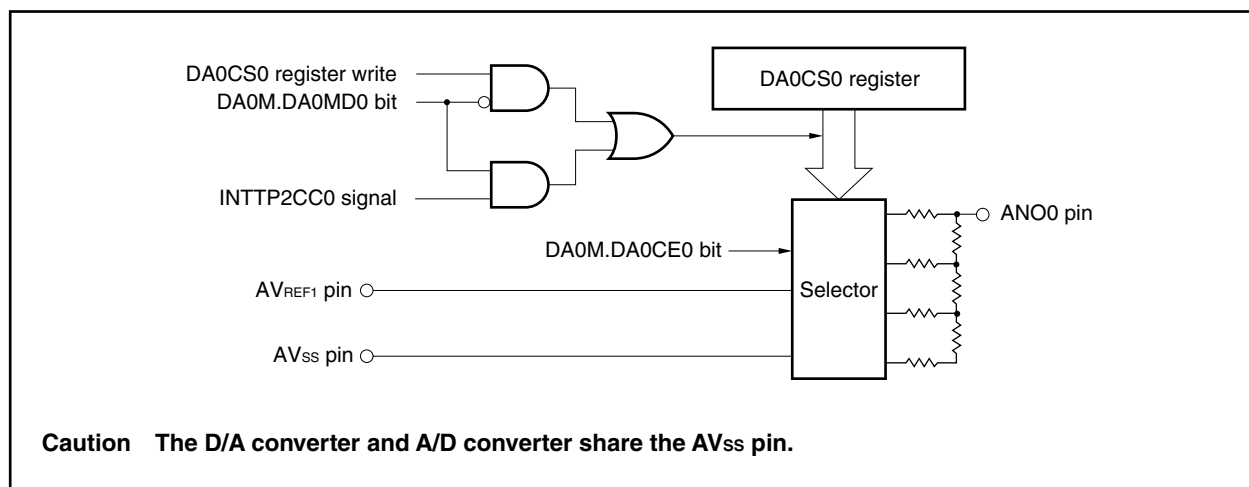 DA0CS0 register write
DA0M.DA0MD0 bit
INTTP2CC0 signal
DA0CS0 register
DA0M.DA0CE0 bit
AVREF1 pin
AVSS pin
Selector
ANO0 pin
Caution The D/A converter and A/D converter share the AVSS pin.